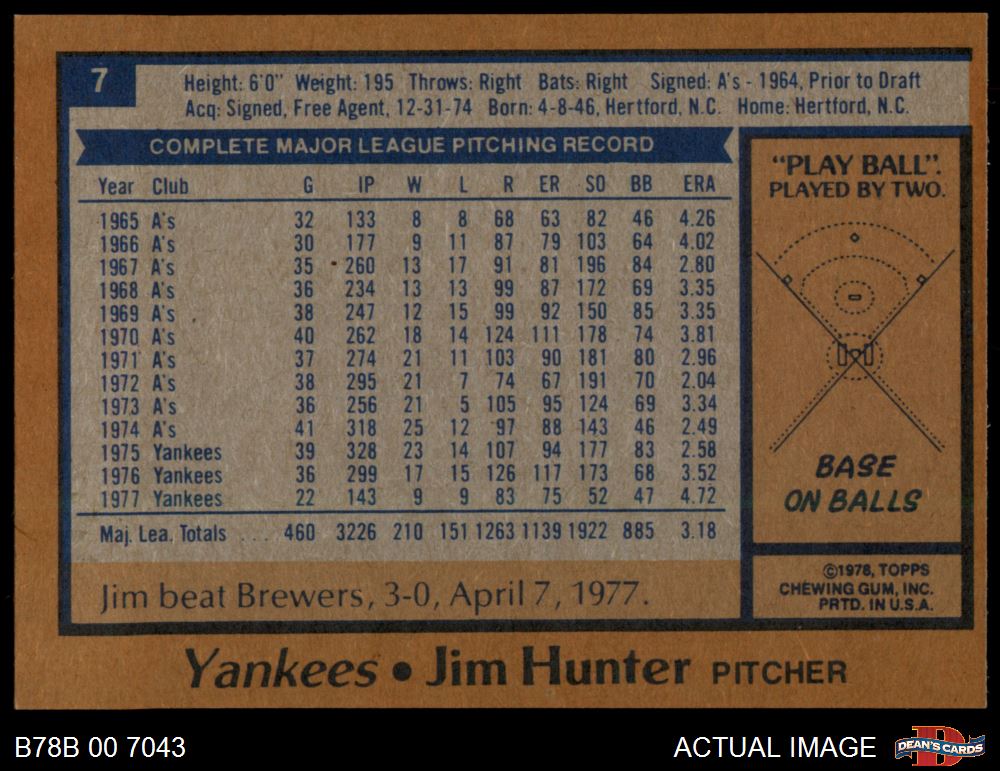 7
Height: 6'0" Weight: 195 Throws: Right Bats: Right Signed: A's - 1964, Prior to Draft
Acq: Signed, Free Agent, 12-31-74 Born: 4-8-46, Hertford, N.C. Home: Hertford, N.C.
COMPLETE MAJOR LEAGUE PITCHING RECORD
Year Club G IP W L R ER SO BB ERA
1965 A's 32 133 8 8 68 63 82 46 4.26
1966 A's 30 177 9 11 87 79 103 64 4.02
1967 A's 35 260 13 17 91 81 196 84 2.80
1968 A's 36 234 13 13 99 87 172 69 3.35
1969 A's 38 247 12 15 99 92 150 85 3.35
1970 A's 40 262 18 14 124 111 178 74 3.81
1971 A's 37 274 21 11 103 90 181 80 2.96
1972 A's 38 295 21 7 74 67 191 70 2.04
1973 A's 36 256 21 5 105 95 124 69 3.34
1974 A's 41 318 25 12 97 88 143 46 2.49
1975 Yankees 39 328 23 14 107 94 177 83 2.58
1976 Yankees 36 299 17 15 126 117 173 68 3.52
1977 Yankees 22 143 9 9 83 75 52 47 4.72
Maj. Lea. Totals .... 460 3226 210 151 1263 1139 1922 885 3.18
Jim beat Brewers, 3-0, April 7, 1977.
"PLAY BALL".
PLAYED BY TWO.
BASE
ON BALLS
©1978, TOPPS
CHEWING GUM, INC.
PRTD. IN U.S.A.
Yankees • Jim Hunter PITCHER
B78B 00 7043
ACTUAL IMAGE
DEAN'S CARDS